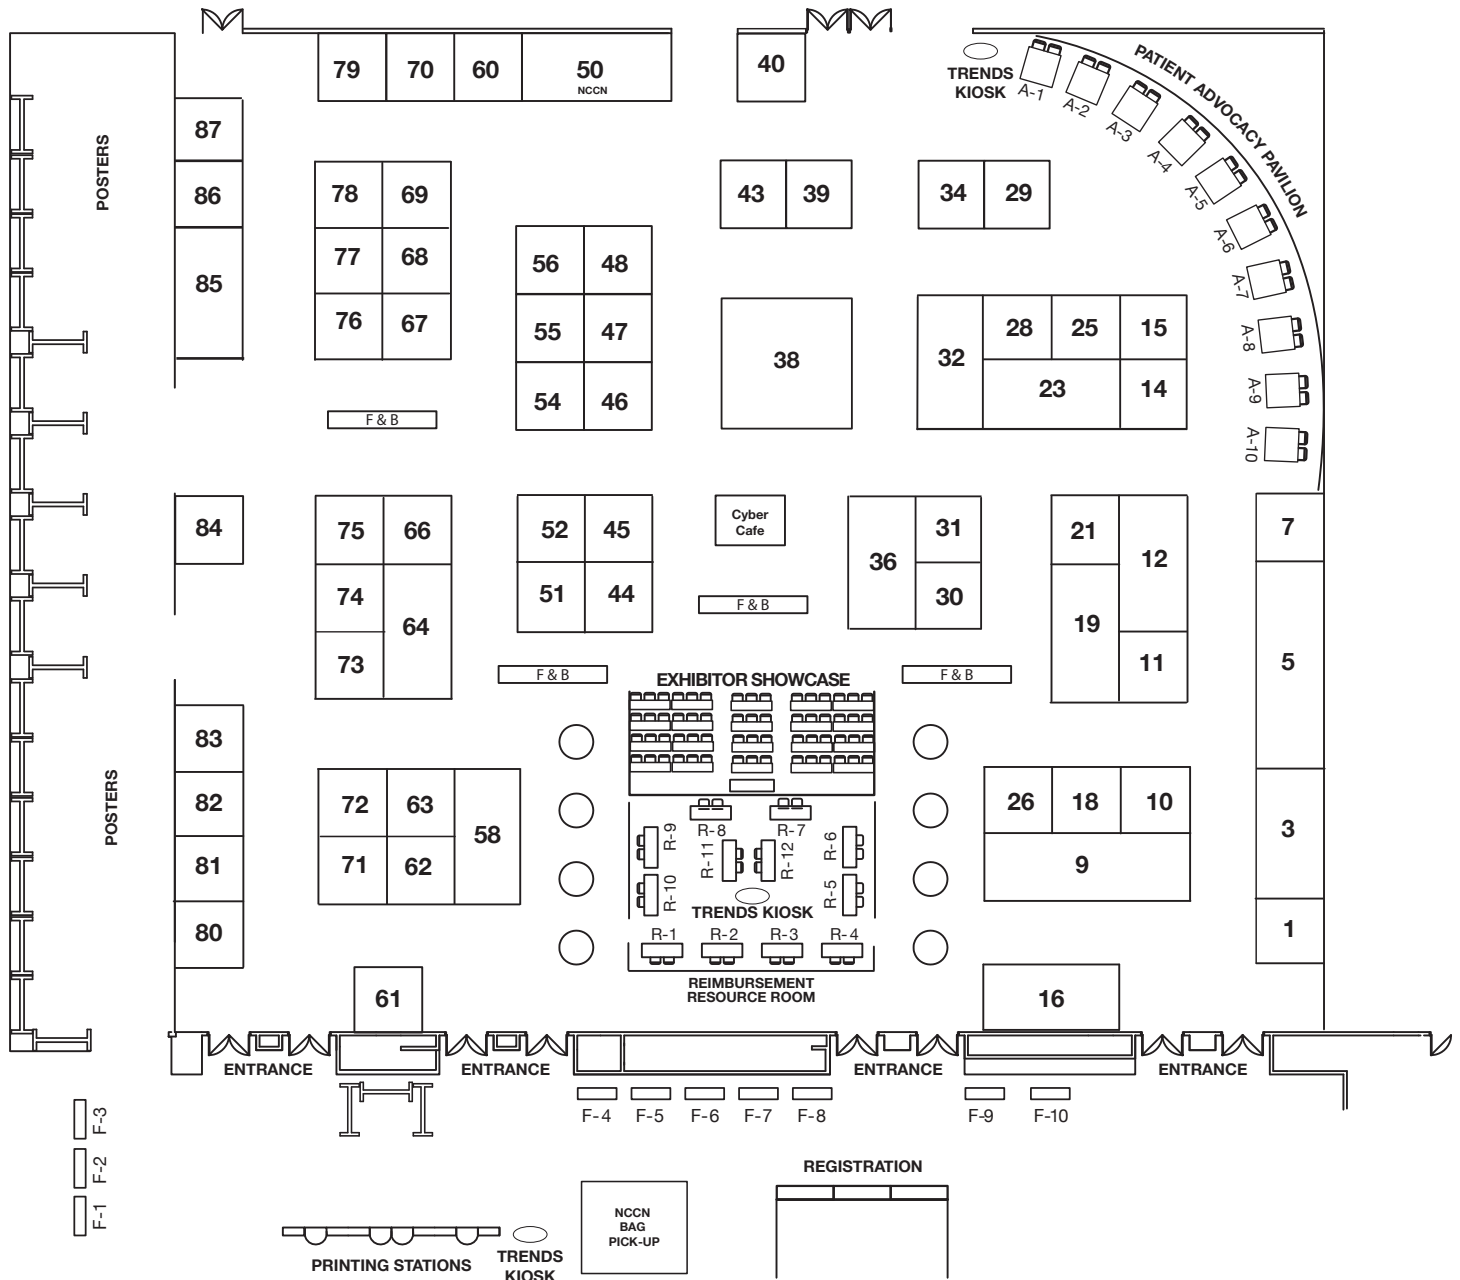 79
70
60
50
NCCN
40
TRENDS
KIOSK
PATIENT ADVOCACY PAVILION
A-1
A-2
A-3
A-4
A-5
A-6
A-7
A-8
A-9
A-10
POSTERS
87
86
85
78
69
77
68
76
67
56
48
55
47
54
46
43
39
34
29
38
32
28
25
15
23
14
F & B
84
75
66
74
64
73
52
45
51
44
Cyber
Cafe
F & B
36
31
30
21
12
19
11
7
5
3
1
F & B
EXHIBITOR SHOWCASE
F & B
POSTERS
83
82
81
80
72
63
58
71
62
R-8
R-7
R-9
R-11
R-12
R-6
R-10
R-5
TRENDS KIOSK
R-1
R-2
R-3
R-4
REIMBURSEMENT
RESOURCE ROOM
26
18
10
9
61
16
ENTRANCE
ENTRANCE
ENTRANCE
ENTRANCE
F-4
F-5
F-6
F-7
F-8
F-9
F-10
F-3
F-2
F-1
PRINTING STATIONS
TRENDS
KIOSK
NCCN
BAG
PICK-UP
REGISTRATION